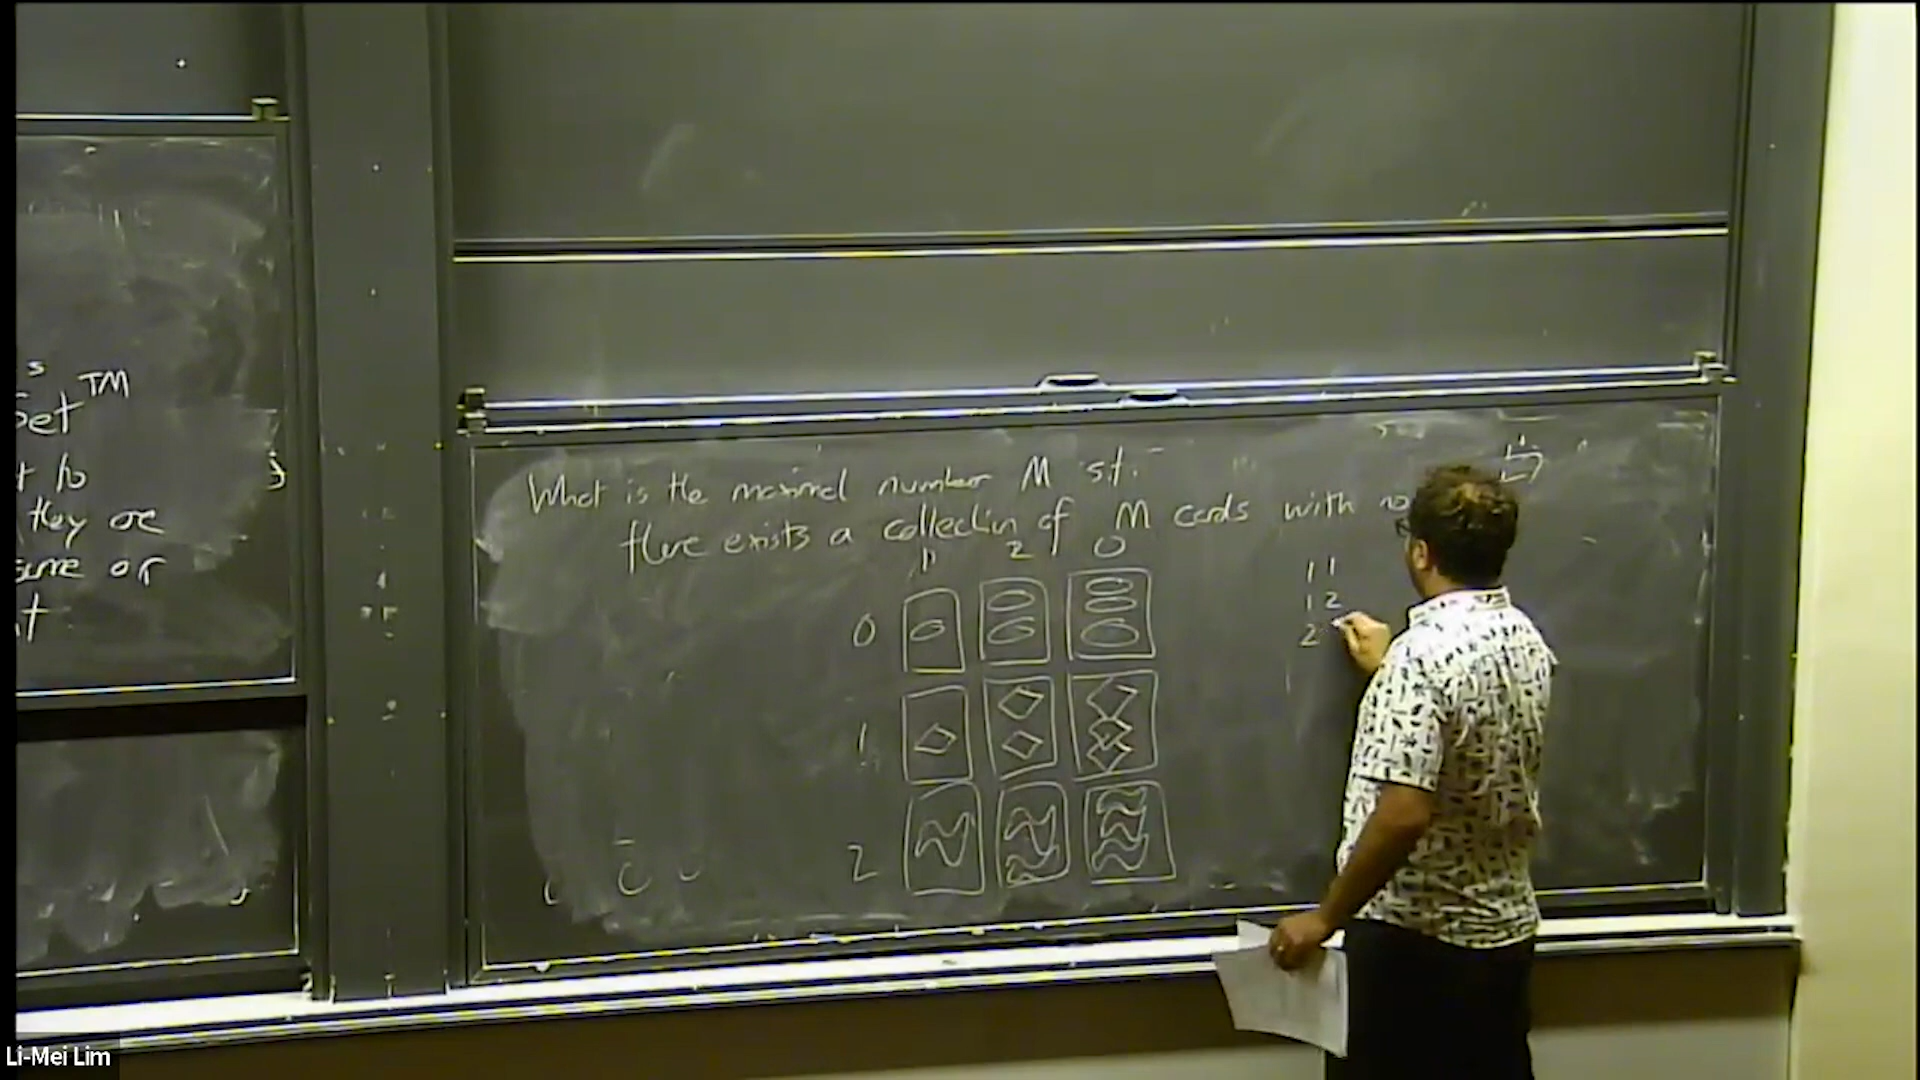 s
Set™
they are
same or
What is the maximal number M s.t.
there exists a collection of M cards with no
1 2 0
0
1
2
1 1
1 2
2
Li-Mei Lim